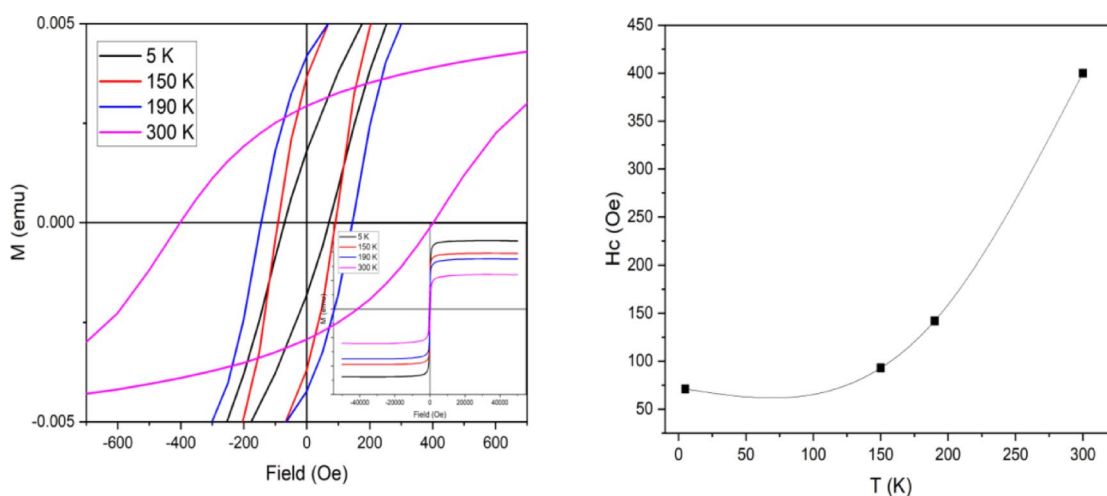 0.005
0.000
-0.005
M (emu)
5 K
150 K
190 K
300 K
-600 -400 -200 0 200 400 600
Field (Oe)
5 K
150 K
190 K
300 K
M (emu)
-40000 -20000 0 20000 40000
Field (Oe)
450
400
350
300
250
200
150
100
50
Hc (Oe)
0 50 100 150 200 250 300
T (K)